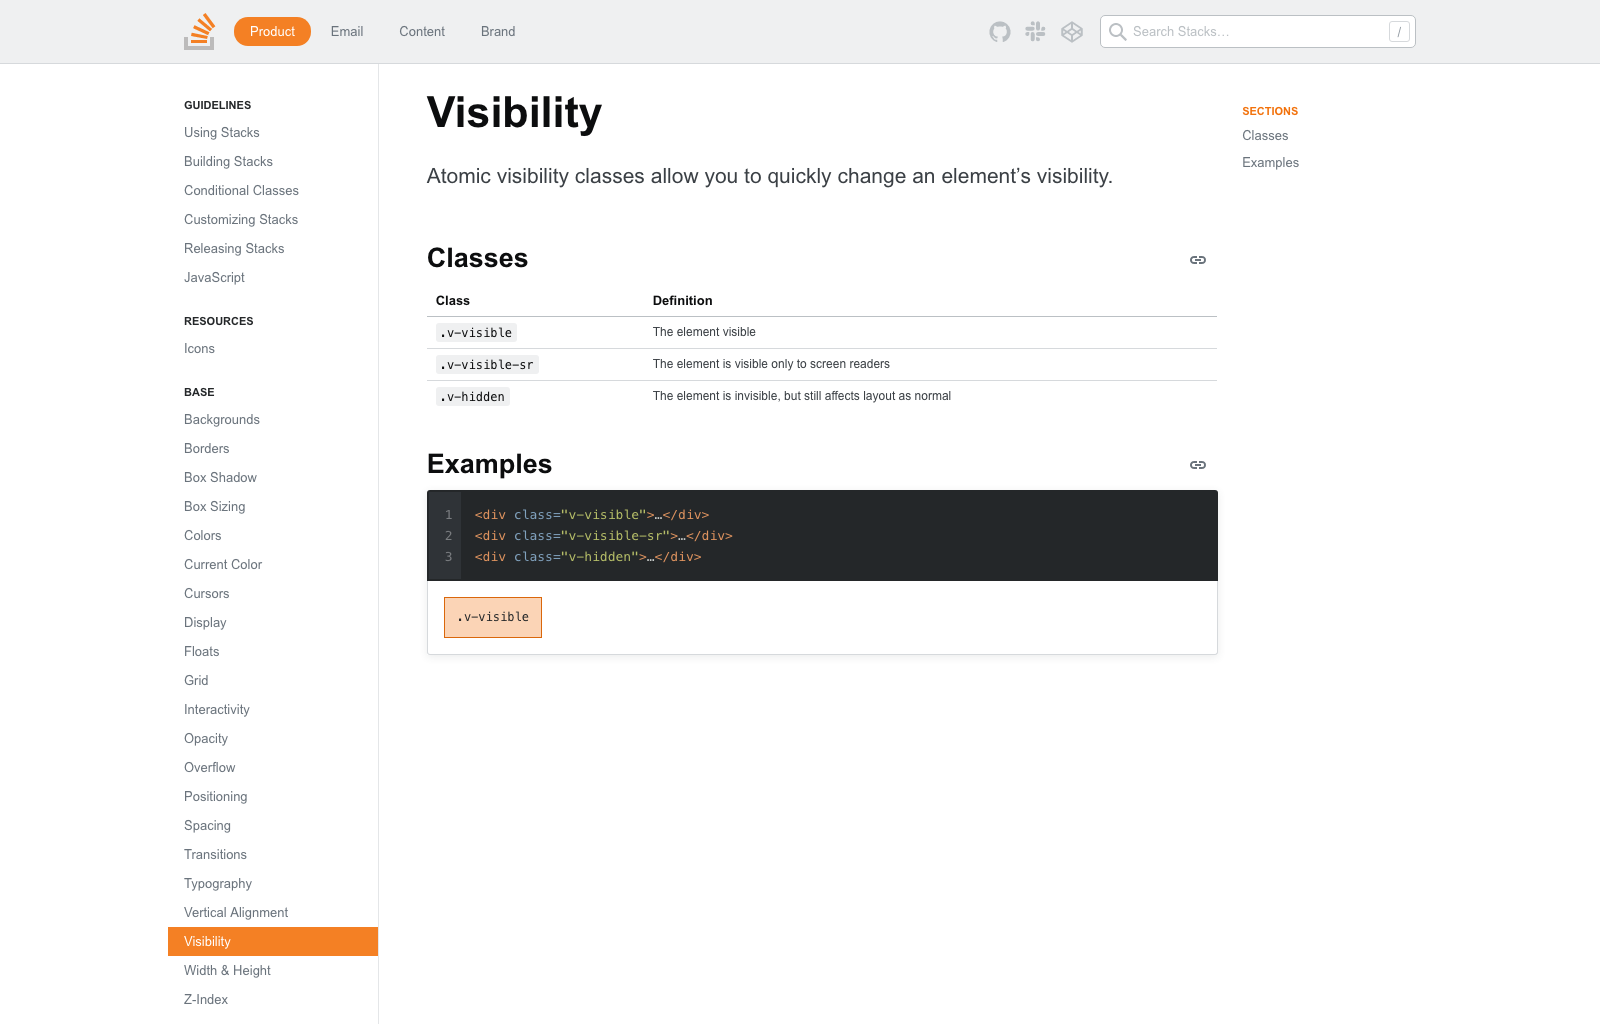 Product Email Content Brand Search Stacks… /
GUIDELINES
Using Stacks
Building Stacks
Conditional Classes
Customizing Stacks
Releasing Stacks
JavaScript
RESOURCES
Icons
BASE
Backgrounds
Borders
Box Shadow
Box Sizing
Colors
Current Color
Cursors
Display
Floats
Grid
Interactivity
Opacity
Overflow
Positioning
Spacing
Transitions
Typography
Vertical Alignment
Visibility
Width & Height
Z-Index
Visibility
Atomic visibility classes allow you to quickly change an element’s visibility.
Classes
Class Definition
.v-visible The element visible
.v-visible-sr The element is visible only to screen readers
.v-hidden The element is invisible, but still affects layout as normal
Examples
1 <div class="v-visible">…</div>
2 <div class="v-visible-sr">…</div>
3 <div class="v-hidden">…</div>
.v-visible
SECTIONS
Classes
Examples